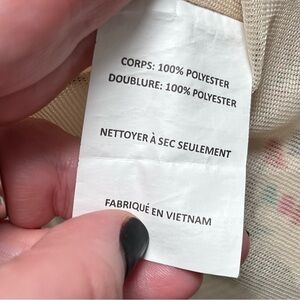 CORPS: 100% POLYESTER
DOUBLURE: 100% POLYESTER
NETTOYER À SEC SEULEMENT
FABRIQUÉ EN VIETNAM